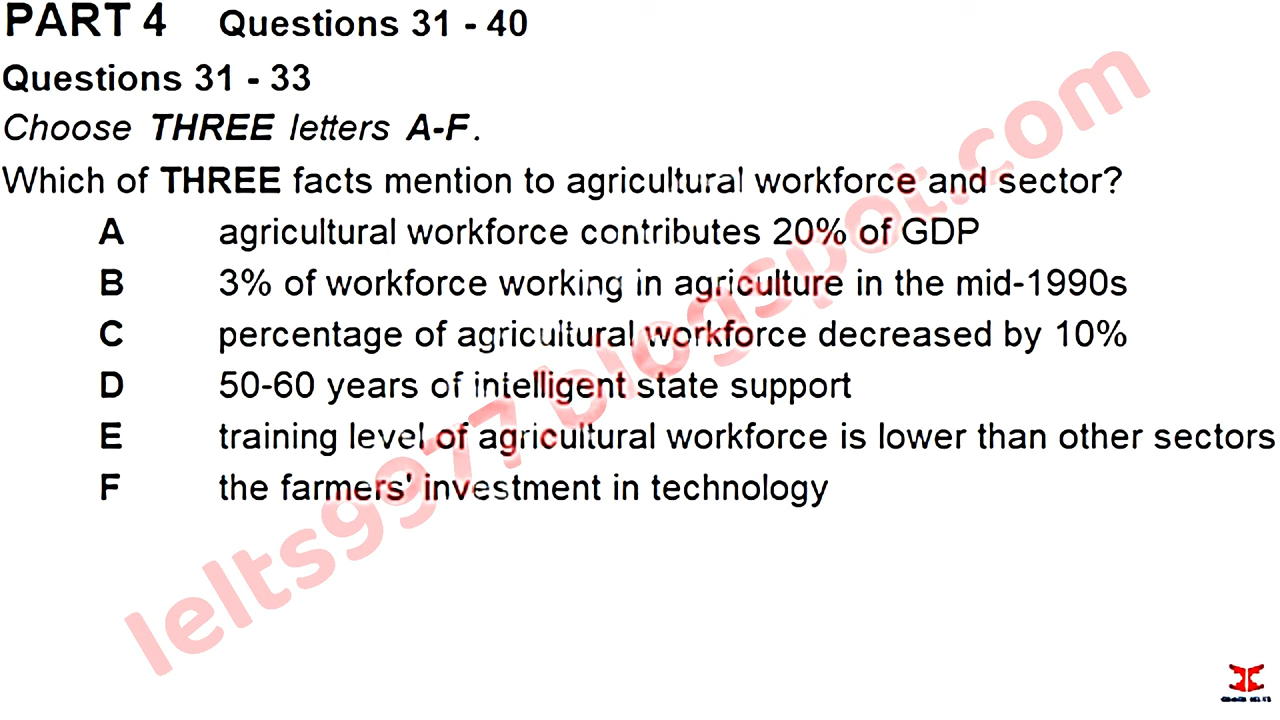 PART 4 Questions 31 - 40
Questions 31 - 33
Choose THREE letters A-F.
Which of THREE facts mention to agricultural workforce and sector?
A agricultural workforce contributes 20% of GDP
B 3% of workforce working in agriculture in the mid-1990s
C percentage of agricultural workforce decreased by 10%
D 50-60 years of intelligent state support
E training level of agricultural workforce is lower than other sectors
F the farmers' investment in technology
Ielts9977.blogspot.com